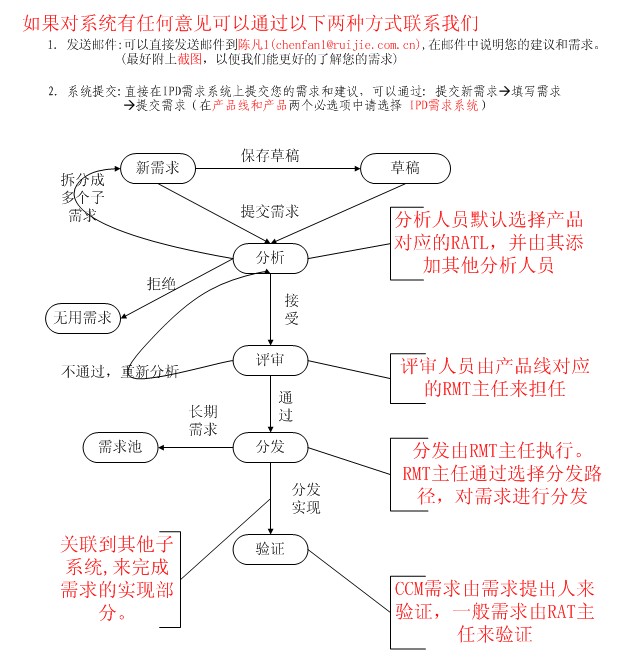 如果对系统有任何意见可以通过以下两种方式联系我们
1. 发送邮件:可以直接发送邮件到陈凡1(chenfan1@ruijie.com.cn),在邮件中说明您的建议和需求。
(最好附上截图,以便我们能更好的了解您的需求)
2. 系统提交:直接在IPD需求系统上提交您的需求和建议,可以通过: 提交新需求→填写需求
→提交需求(在产品线和产品两个必选项中请选择 IPD需求系统)
新需求
保存草稿
草稿
拆分成
多个子
需求
提交需求
分析人员默认选择产品
对应的RATL,并由其添
加其他分析人员
分析
拒绝
接
受
无用需求
不通过,重新分析
评审
评审人员由产品线对应
的RMT主任来担任
通
过
长期
需求
需求池
分发
分发由RMT主任执行。
RMT主任通过选择分发路
径,对需求进行分发
分发
实现
关联到其他子
系统,来完成
需求的实现部
分。
验证
CCM需求由需求提出人来
验证,一般需求由RAT主
任来验证